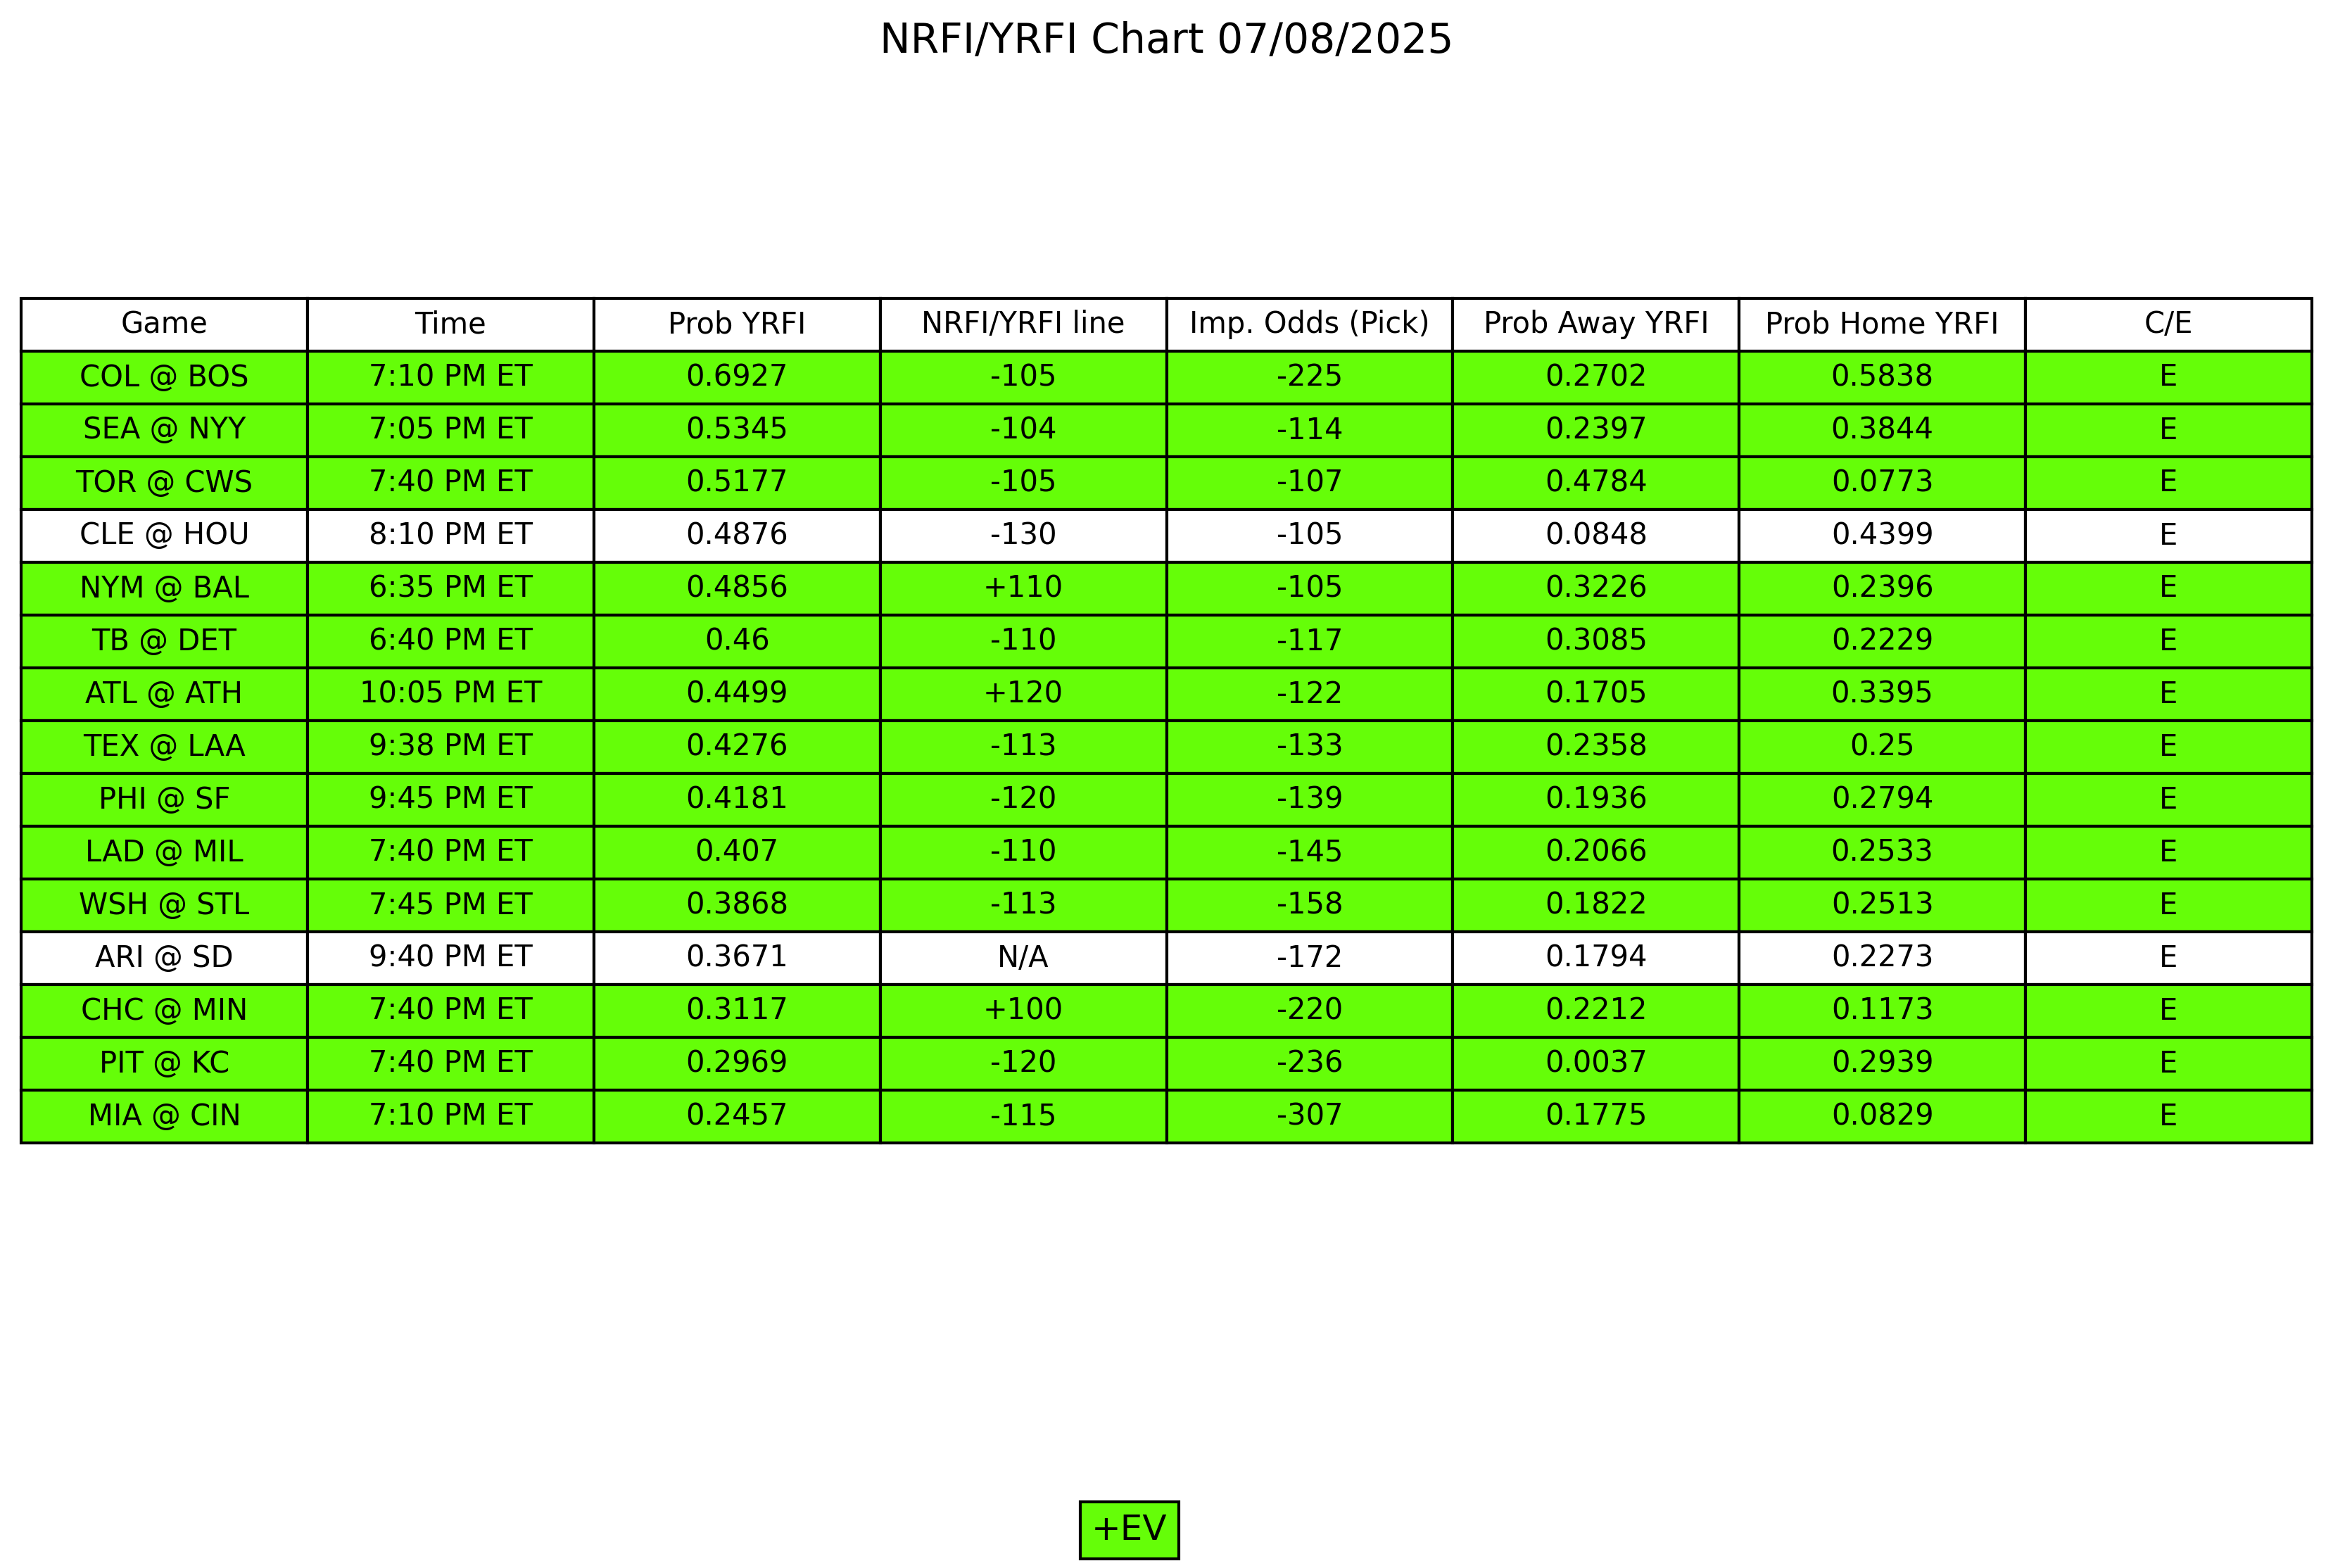 NRFI/YRFI Chart 07/08/2025
Game Time Prob YRFI NRFI/YRFI line Imp. Odds (Pick) Prob Away YRFI Prob Home YRFI C/E
COL @ BOS 7:10 PM ET 0.6927 -105 -225 0.2702 0.5838 E
SEA @ NYY 7:05 PM ET 0.5345 -104 -114 0.2397 0.3844 E
TOR @ CWS 7:40 PM ET 0.5177 -105 -107 0.4784 0.0773 E
CLE @ HOU 8:10 PM ET 0.4876 -130 -105 0.0848 0.4399 E
NYM @ BAL 6:35 PM ET 0.4856 +110 -105 0.3226 0.2396 E
TB @ DET 6:40 PM ET 0.46 -110 -117 0.3085 0.2229 E
ATL @ ATH 10:05 PM ET 0.4499 +120 -122 0.1705 0.3395 E
TEX @ LAA 9:38 PM ET 0.4276 -113 -133 0.2358 0.25 E
PHI @ SF 9:45 PM ET 0.4181 -120 -139 0.1936 0.2794 E
LAD @ MIL 7:40 PM ET 0.407 -110 -145 0.2066 0.2533 E
WSH @ STL 7:45 PM ET 0.3868 -113 -158 0.1822 0.2513 E
ARI @ SD 9:40 PM ET 0.3671 N/A -172 0.1794 0.2273 E
CHC @ MIN 7:40 PM ET 0.3117 +100 -220 0.2212 0.1173 E
PIT @ KC 7:40 PM ET 0.2969 -120 -236 0.0037 0.2939 E
MIA @ CIN 7:10 PM ET 0.2457 -115 -307 0.1775 0.0829 E
+EV